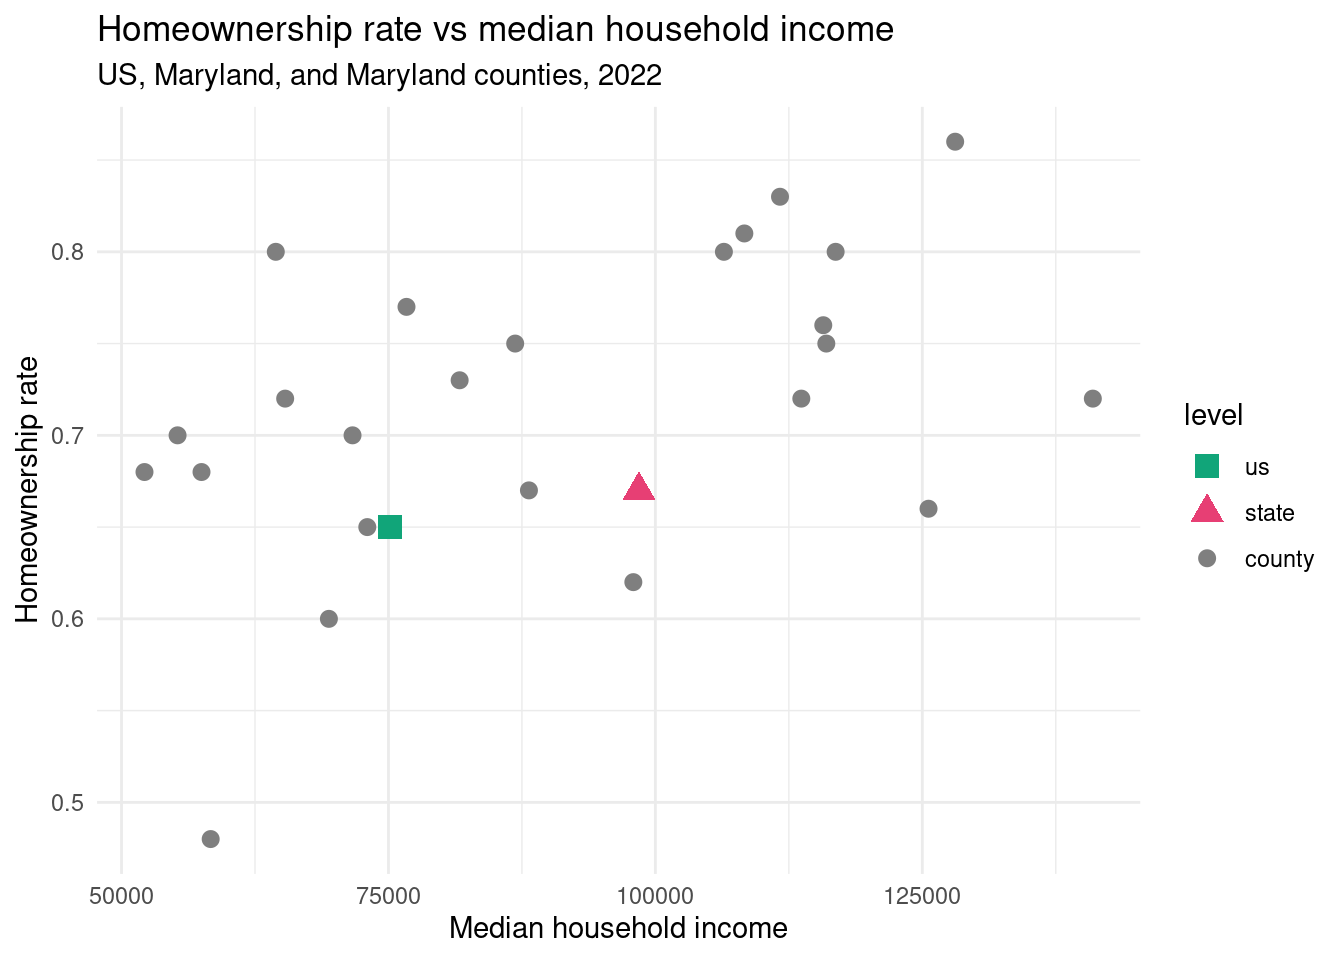 Homeownership rate vs median household income
US, Maryland, and Maryland counties, 2022
Homeownership rate
0.8
0.7
0.6
0.5
50000 75000 100000 125000
Median household income
level
us
state
county